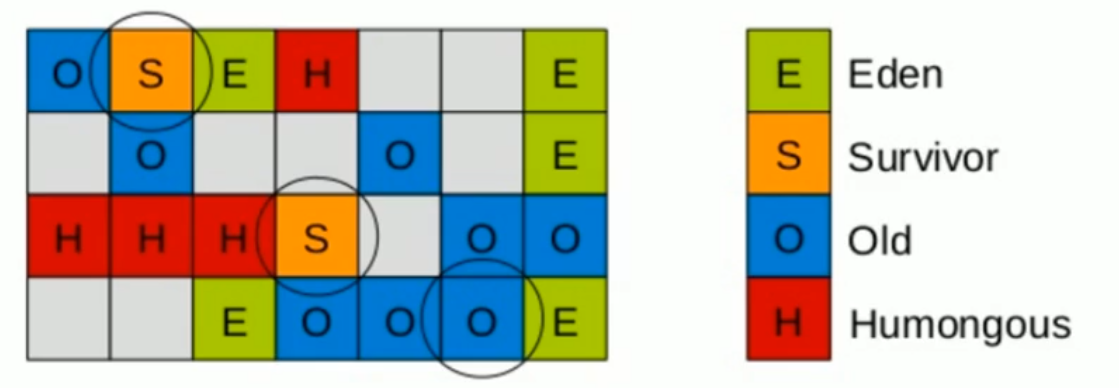 O S E H E
O O E
H H H S O O
E O O O E
E Eden
S Survivor
O Old
H Humongous